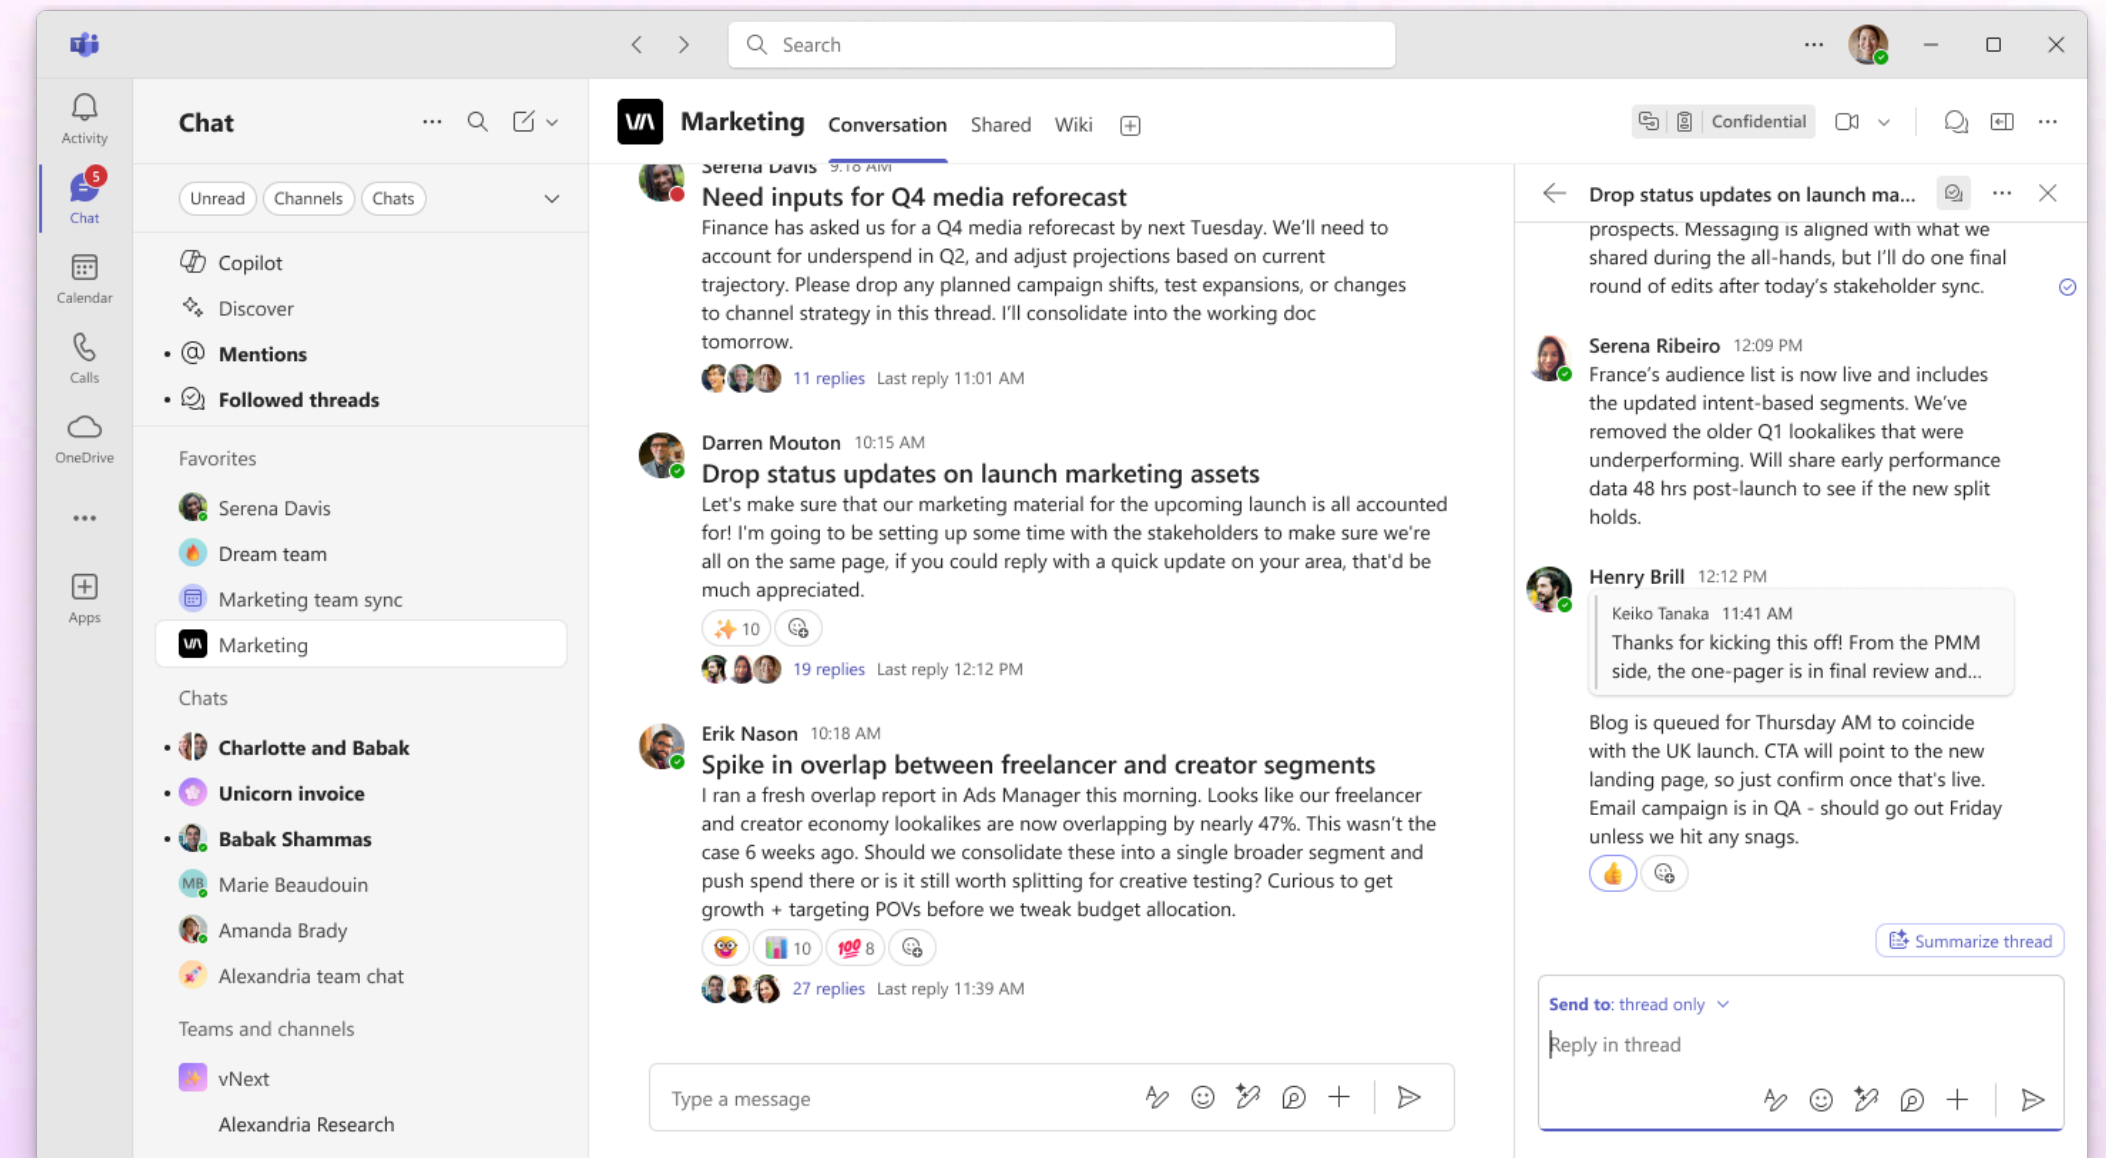 Search
Activity
5
Chat
Calendar
Calls
OneDrive
Apps
Chat
Unread
Channels
Chats
Copilot
Discover
Mentions
Followed threads
Favorites
Serena Davis
Dream team
Marketing team sync
Marketing
Chats
Charlotte and Babak
Unicorn invoice
Babak Shammas
MB
Marie Beaudouin
Amanda Brady
Alexandria team chat
Teams and channels
vNext
Alexandria Research
Marketing
Conversation
Shared
Wiki
Confidential
Serena Davis 9:18 AM
Need inputs for Q4 media reforecast
Finance has asked us for a Q4 media reforecast by next Tuesday. We’ll need to
account for underspend in Q2, and adjust projections based on current
trajectory. Please drop any planned campaign shifts, test expansions, or changes
to channel strategy in this thread. I’ll consolidate into the working doc
tomorrow.
11 replies Last reply 11:01 AM
Darren Mouton 10:15 AM
Drop status updates on launch marketing assets
Let's make sure that our marketing material for the upcoming launch is all accounted
for! I'm going to be setting up some time with the stakeholders to make sure we're
all on the same page, if you could reply with a quick update on your area, that'd be
much appreciated.
10
19 replies Last reply 12:12 PM
Erik Nason 10:18 AM
Spike in overlap between freelancer and creator segments
I ran a fresh overlap report in Ads Manager this morning. Looks like our freelancer
and creator economy lookalikes are now overlapping by nearly 47%. This wasn’t the
case 6 weeks ago. Should we consolidate these into a single broader segment and
push spend there or is it still worth splitting for creative testing? Curious to get
growth + targeting POVs before we tweak budget allocation.
10
8
27 replies Last reply 11:39 AM
Type a message
Drop status updates on launch ma...
prospects. Messaging is aligned with what we
shared during the all-hands, but I’ll do one final
round of edits after today’s stakeholder sync.
Serena Ribeiro 12:09 PM
France’s audience list is now live and includes
the updated intent-based segments. We’ve
removed the older Q1 lookalikes that were
underperforming. Will share early performance
data 48 hrs post-launch to see if the new split
holds.
Henry Brill 12:12 PM
Keiko Tanaka 11:41 AM
Thanks for kicking this off! From the PMM
side, the one-pager is in final review and...
Blog is queued for Thursday AM to coincide
with the UK launch. CTA will point to the new
landing page, so just confirm once that's live.
Email campaign is in QA - should go out Friday
unless we hit any snags.
Summarize thread
Send to: thread only
Reply in thread